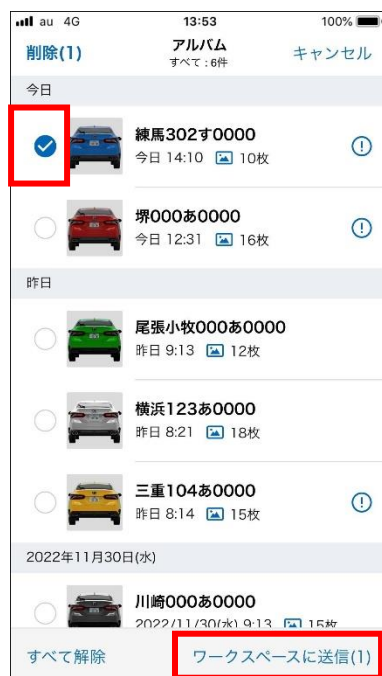 au 4G 13:53 100%
削除(1) アルバム キャンセル
すべて:6件
今日
練馬302す0000
今日 14:10 10枚
堺000あ0000
今日 12:31 16枚
昨日
尾張小牧000あ0000
昨日 9:13 12枚
横浜123あ0000
昨日 8:21 18枚
三重104あ0000
昨日 8:14 15枚
2022年11月30日(水)
川崎000あ0000
2022/11/30(水) 9:13 15枚
すべて解除 ワークスペースに送信(1)